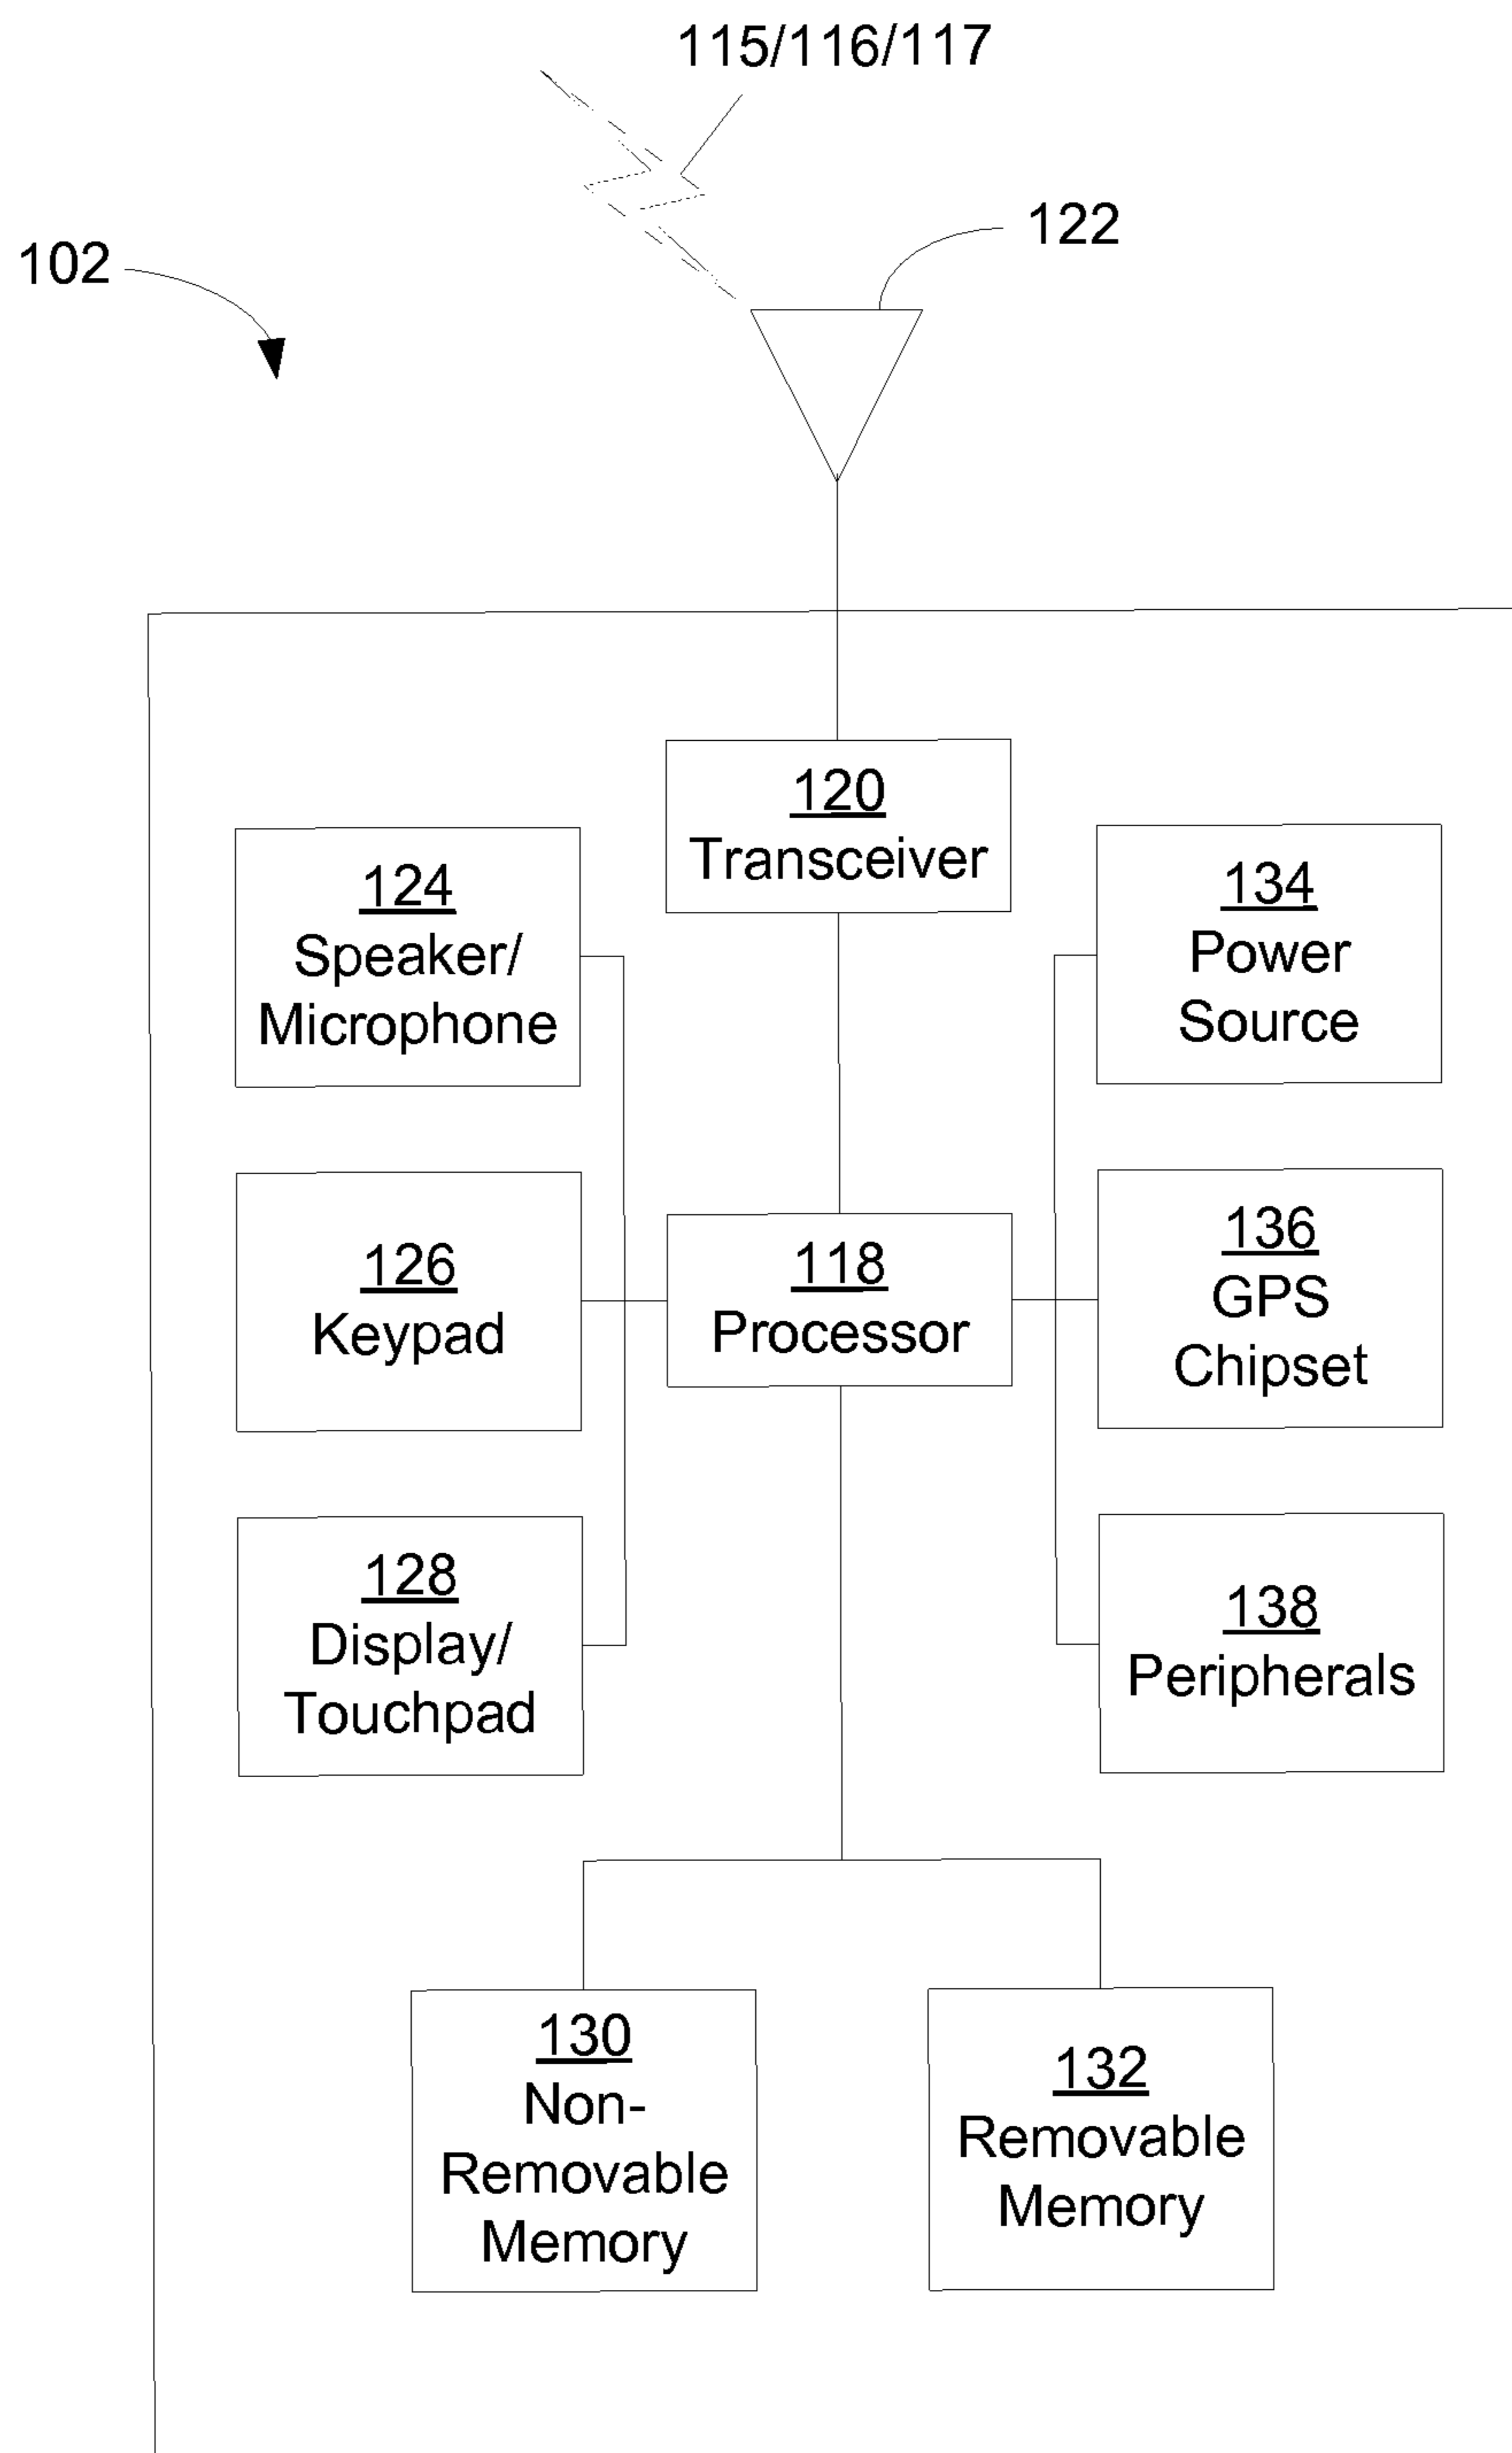 115/116/117
122
102
120
Transceiver
124
Speaker/
Microphone
134
Power
Source
126
Keypad
118
Processor
136
GPS
Chipset
128
Display/
Touchpad
138
Peripherals
130
Non-
Removable
Memory
132
Removable
Memory